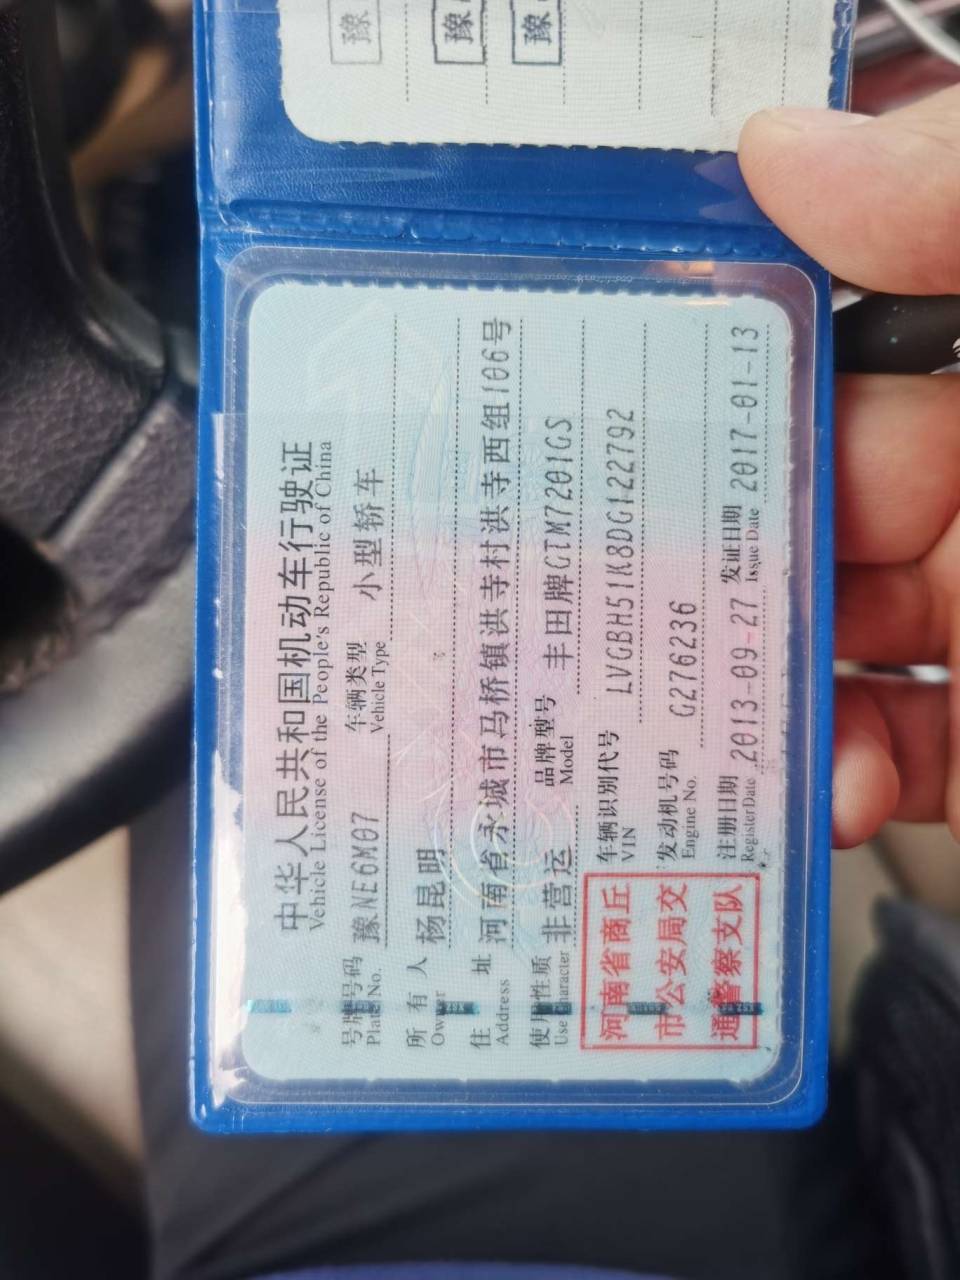 豫
豫
豫
中华人民共和国机动车行驶证
Vehicle License of the People's Republic of China
号牌号码 豫NE6M07 车辆类型 小型轿车
Plate No. Vehicle Type
所有人 杨昆明
Owner
住址 河南省永城市马桥镇洪寺村洪寺西组106号
Address
使用性质 非营运 品牌型号 丰田牌GTM7201GS
Use Character Model
河南省商丘
市公安局交
通警察支队
车辆识别代号 LVGBH51K8DG122792
VIN
发动机号码 G276236
Engine No.
注册日期 2013-09-27 发证日期 2017-01-13
Register Date Issue Date